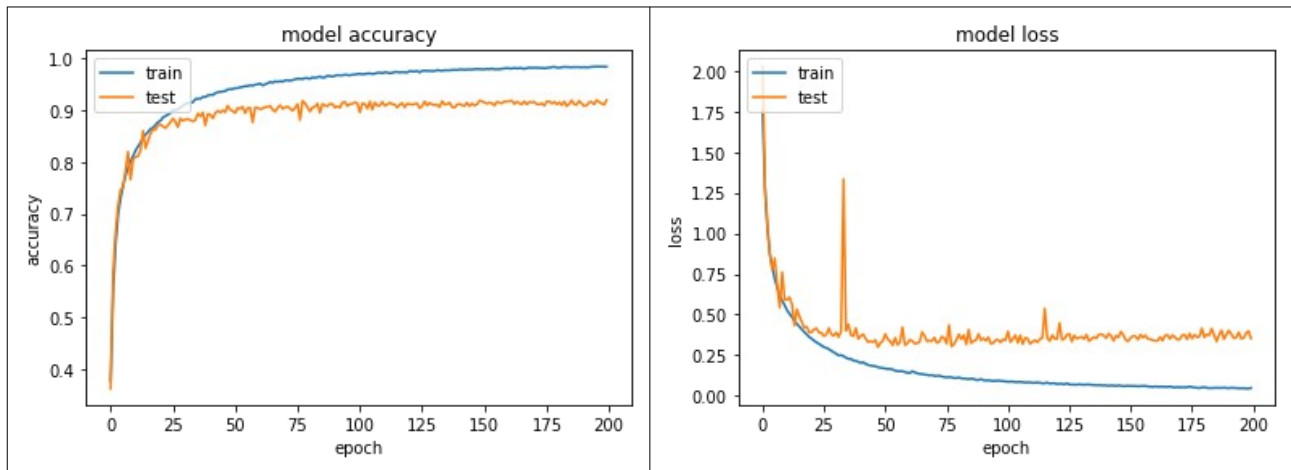 model accuracy
train
test
1.0
0.9
0.8
0.7
0.6
0.5
0.4
accuracy
0 25 50 75 100 125 150 175 200
epoch
model loss
train
test
2.00
1.75
1.50
1.25
1.00
0.75
0.50
0.25
0.00
loss
0 25 50 75 100 125 150 175 200
epoch